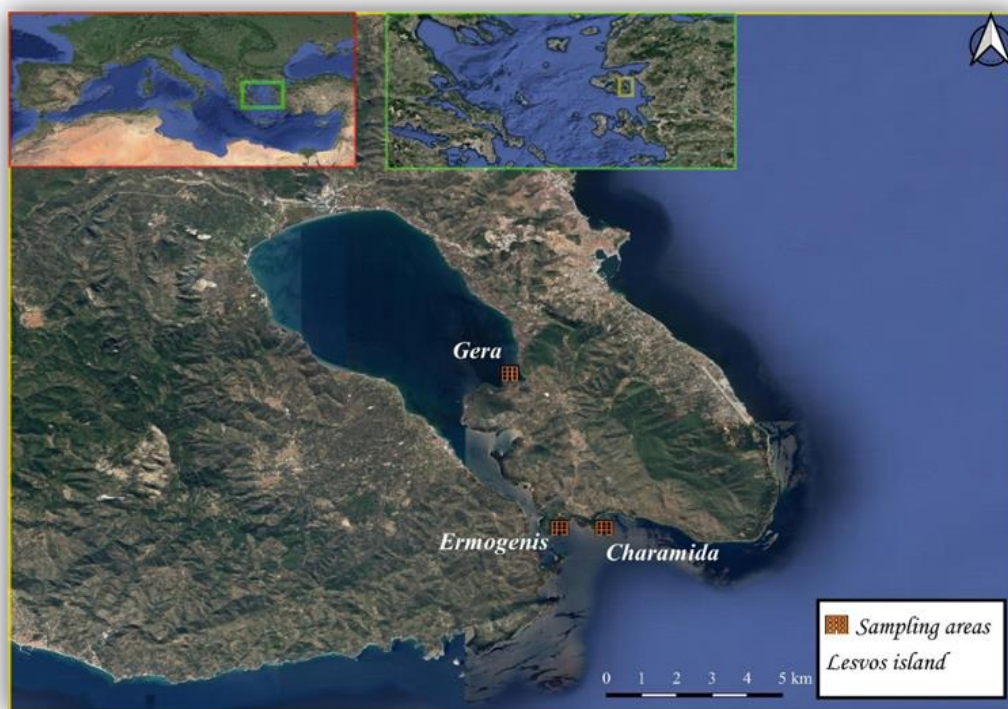 Gera
Ermogenis
Charamida
Sampling areas
Lesvos island
0 1 2 3 4 5 km